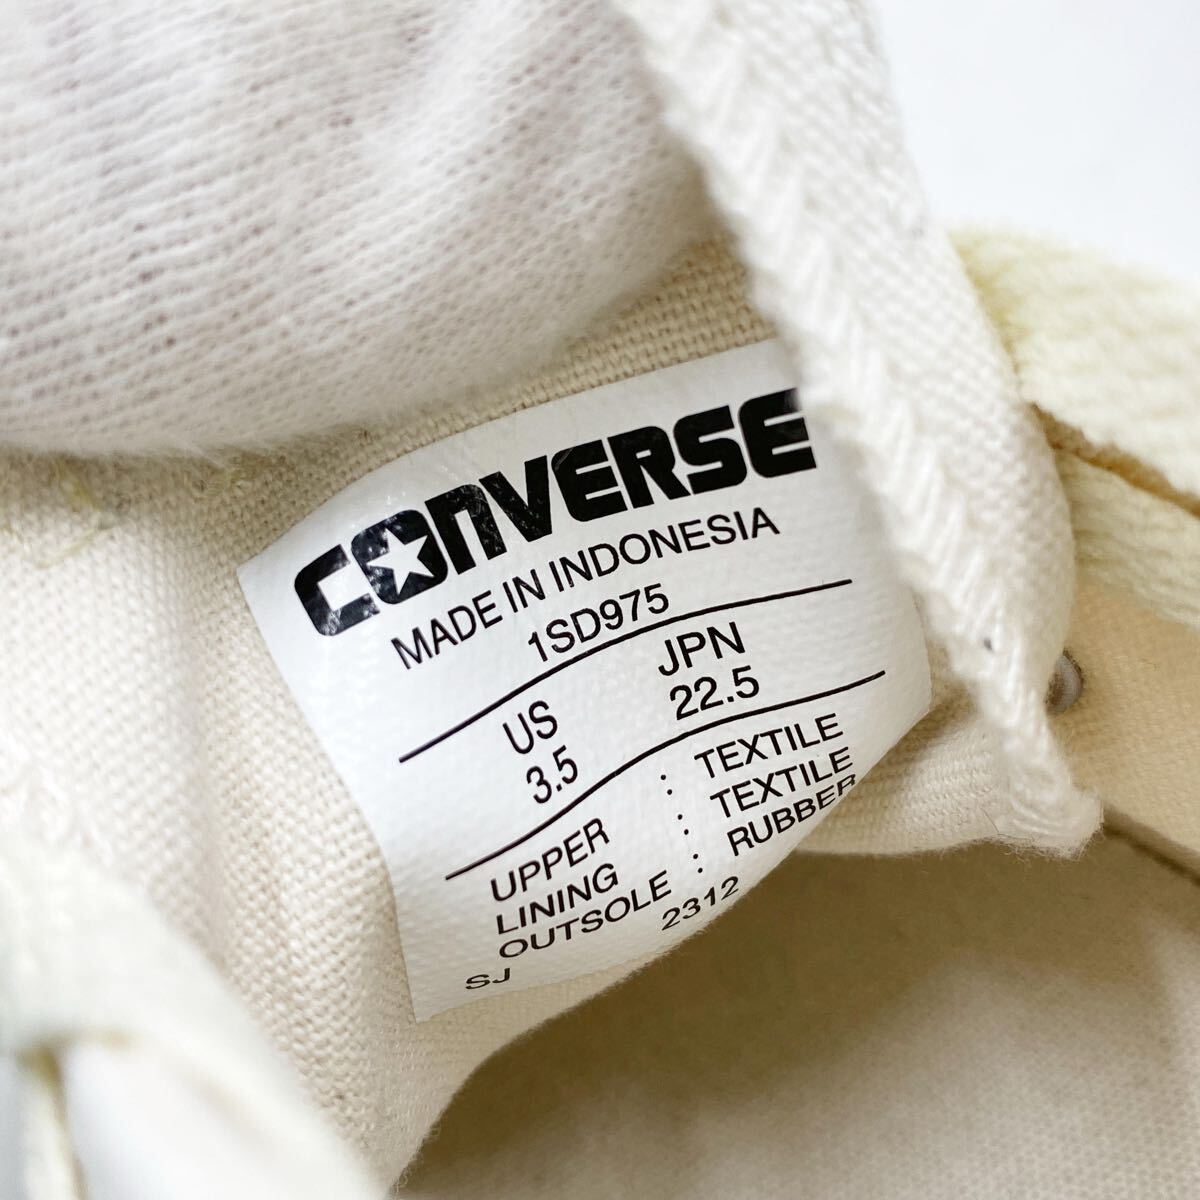 CONVERSE
MADE IN INDONESIA
1SD975
US JPN
3.5 22.5
UPPER : TEXTILE
LINING : TEXTILE
OUTSOLE : RUBBER
SJ 2312